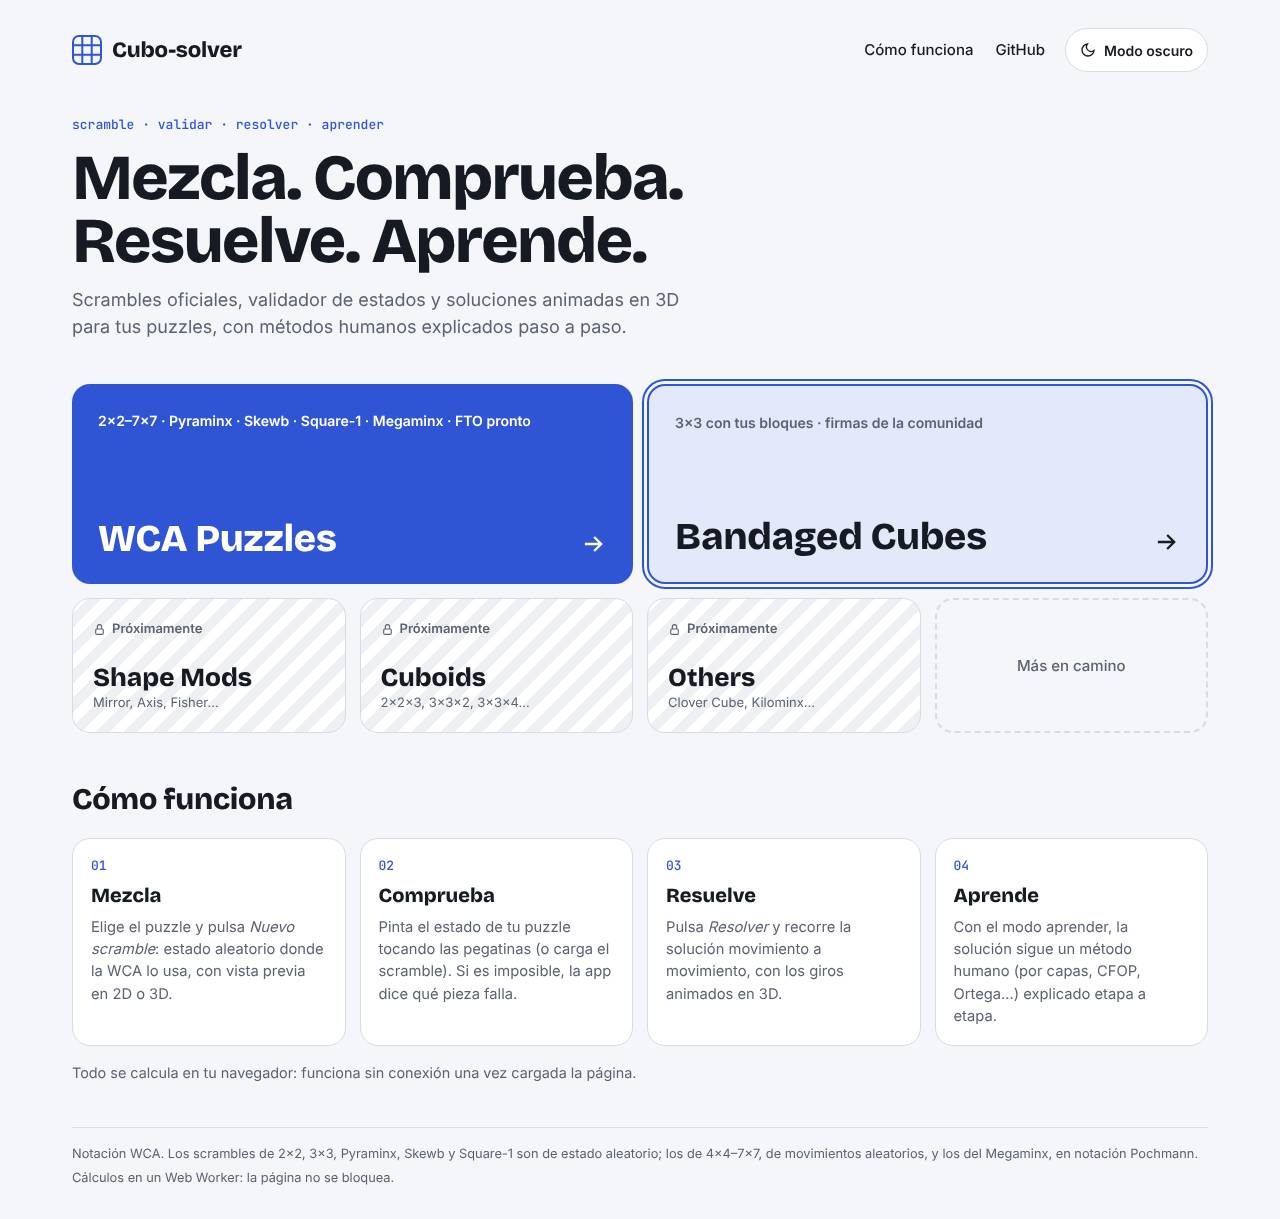 Cubo-solver
Cómo funciona
GitHub
Modo oscuro
scramble · validar · resolver · aprender
Mezcla. Comprueba.
Resuelve. Aprende.
Scrambles oficiales, validador de estados y soluciones animadas en 3D
para tus puzzles, con métodos humanos explicados paso a paso.
2×2–7×7 · Pyraminx · Skewb · Square-1 · Megaminx · FTO pronto
WCA Puzzles
→
3×3 con tus bloques · firmas de la comunidad
Bandaged Cubes
→
Próximamente
Shape Mods
Mirror, Axis, Fisher…
Próximamente
Cuboids
2×2×3, 3×3×2, 3×3×4…
Próximamente
Others
Clover Cube, Kilominx…
Más en camino
Cómo funciona
01
Mezcla
Elige el puzzle y pulsa Nuevo
scramble: estado aleatorio donde
la WCA lo usa, con vista previa
en 2D o 3D.
02
Comprueba
Pinta el estado de tu puzzle
tocando las pegatinas (o carga el
scramble). Si es imposible, la app
dice qué pieza falla.
03
Resuelve
Pulsa Resolver y recorre la
solución movimiento a
movimiento, con los giros
animados en 3D.
04
Aprende
Con el modo aprender, la
solución sigue un método
humano (por capas, CFOP,
Ortega…) explicado etapa a
etapa.
Todo se calcula en tu navegador: funciona sin conexión una vez cargada la página.
Notación WCA. Los scrambles de 2×2, 3×3, Pyraminx, Skewb y Square-1 son de estado aleatorio; los de 4×4–7×7, de movimientos aleatorios, y los del Megaminx, en notación Pochmann.
Cálculos en un Web Worker: la página no se bloquea.